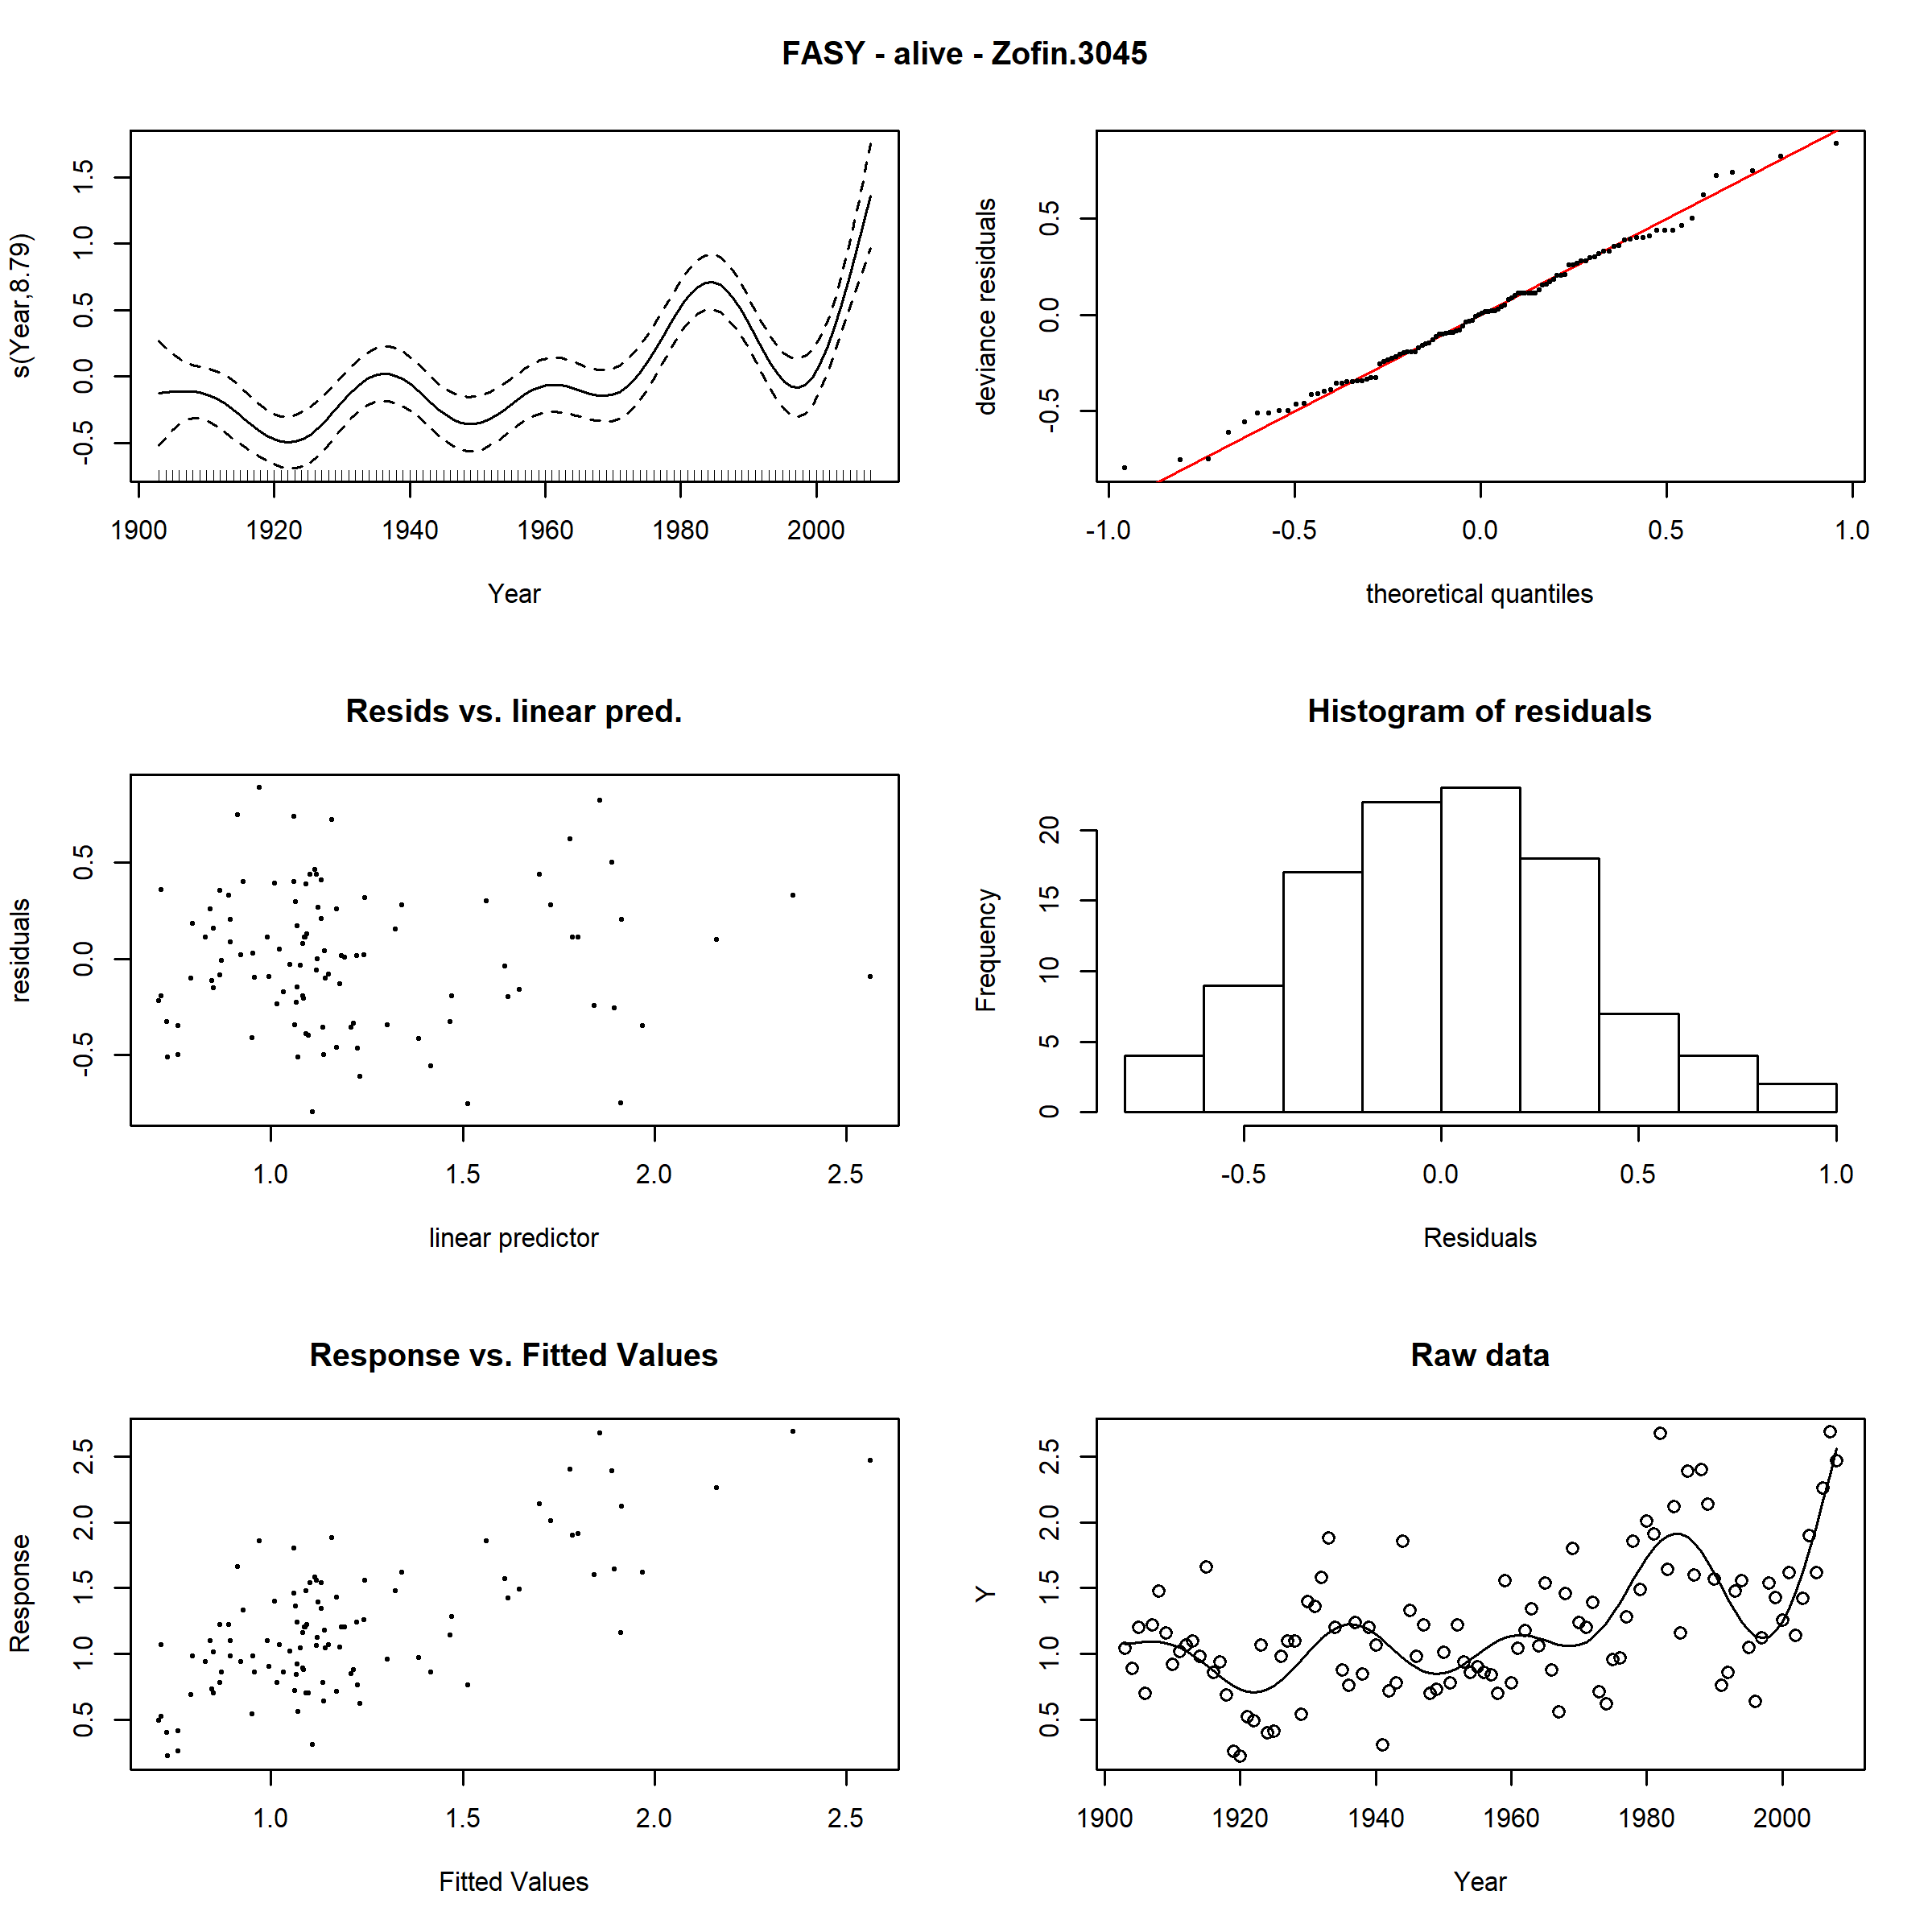 FASY - alive - Zofin.3045
s(Year,8.79)
-0.5 0.0 0.5 1.0 1.5
1900 1920 1940 1960 1980 2000
Year
deviance residuals
-0.5 0.0 0.5
-1.0 -0.5 0.0 0.5 1.0
theoretical quantiles
Resids vs. linear pred.
residuals
-0.5 0.0 0.5
1.0 1.5 2.0 2.5
linear predictor
Histogram of residuals
Frequency
0 5 10 15 20
-0.5 0.0 0.5 1.0
Residuals
Response vs. Fitted Values
Response
0.5 1.0 1.5 2.0 2.5
1.0 1.5 2.0 2.5
Fitted Values
Raw data
Y
0.5 1.0 1.5 2.0 2.5
1900 1920 1940 1960 1980 2000
Year